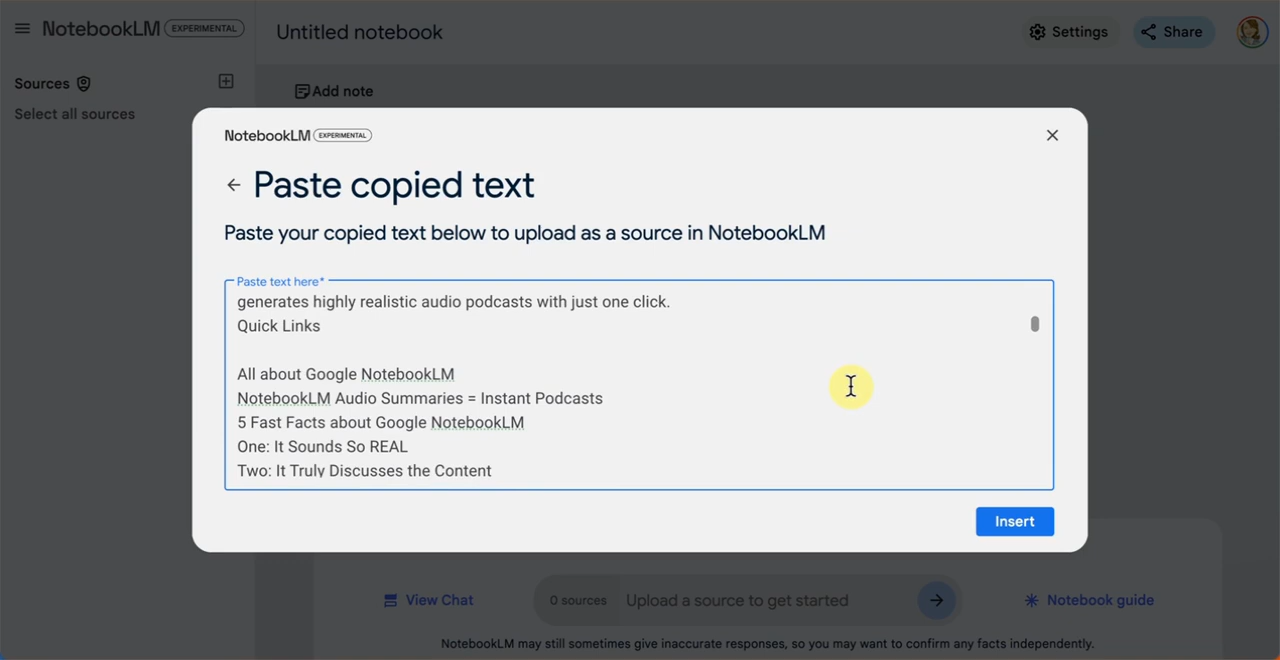 NotebookLM EXPERIMENTAL
Untitled notebook
Settings
Share
Sources
Select all sources
Add note
NotebookLM EXPERIMENTAL
Paste copied text
Paste your copied text below to upload as a source in NotebookLM
Paste text here*
generates highly realistic audio podcasts with just one click.
Quick Links
All about Google NotebookLM
NotebookLM Audio Summaries = Instant Podcasts
5 Fast Facts about Google NotebookLM
One: It Sounds So REAL
Two: It Truly Discusses the Content
Insert
View Chat
0 sources
Upload a source to get started
Notebook guide
NotebookLM may still sometimes give inaccurate responses, so you may want to confirm any facts independently.